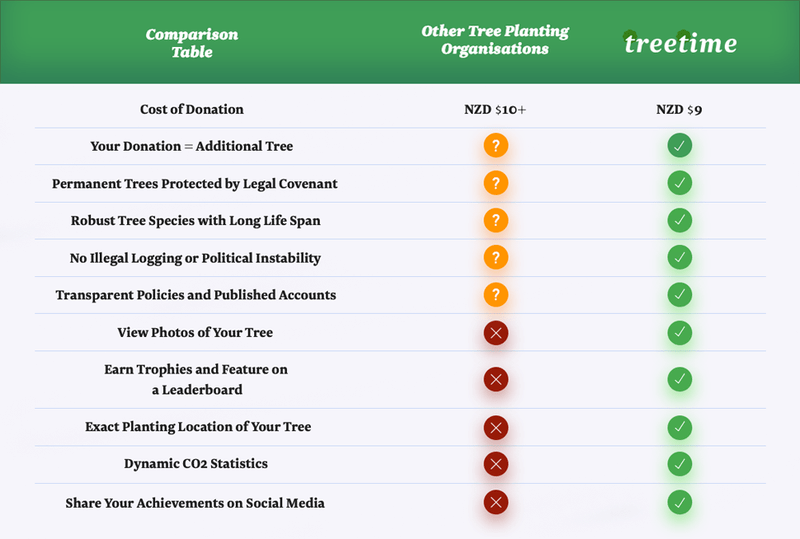 Comparison
Table
Other Tree Planting
Organisations
treetime
Cost of Donation NZD $10+ NZD $9
Your Donation = Additional Tree ? ✓
Permanent Trees Protected by Legal Covenant ? ✓
Robust Tree Species with Long Life Span ? ✓
No Illegal Logging or Political Instability ? ✓
Transparent Policies and Published Accounts ? ✓
View Photos of Your Tree ✕ ✓
Earn Trophies and Feature on
a Leaderboard ✕ ✓
Exact Planting Location of Your Tree ✕ ✓
Dynamic CO2 Statistics ✕ ✓
Share Your Achievements on Social Media ✕ ✓